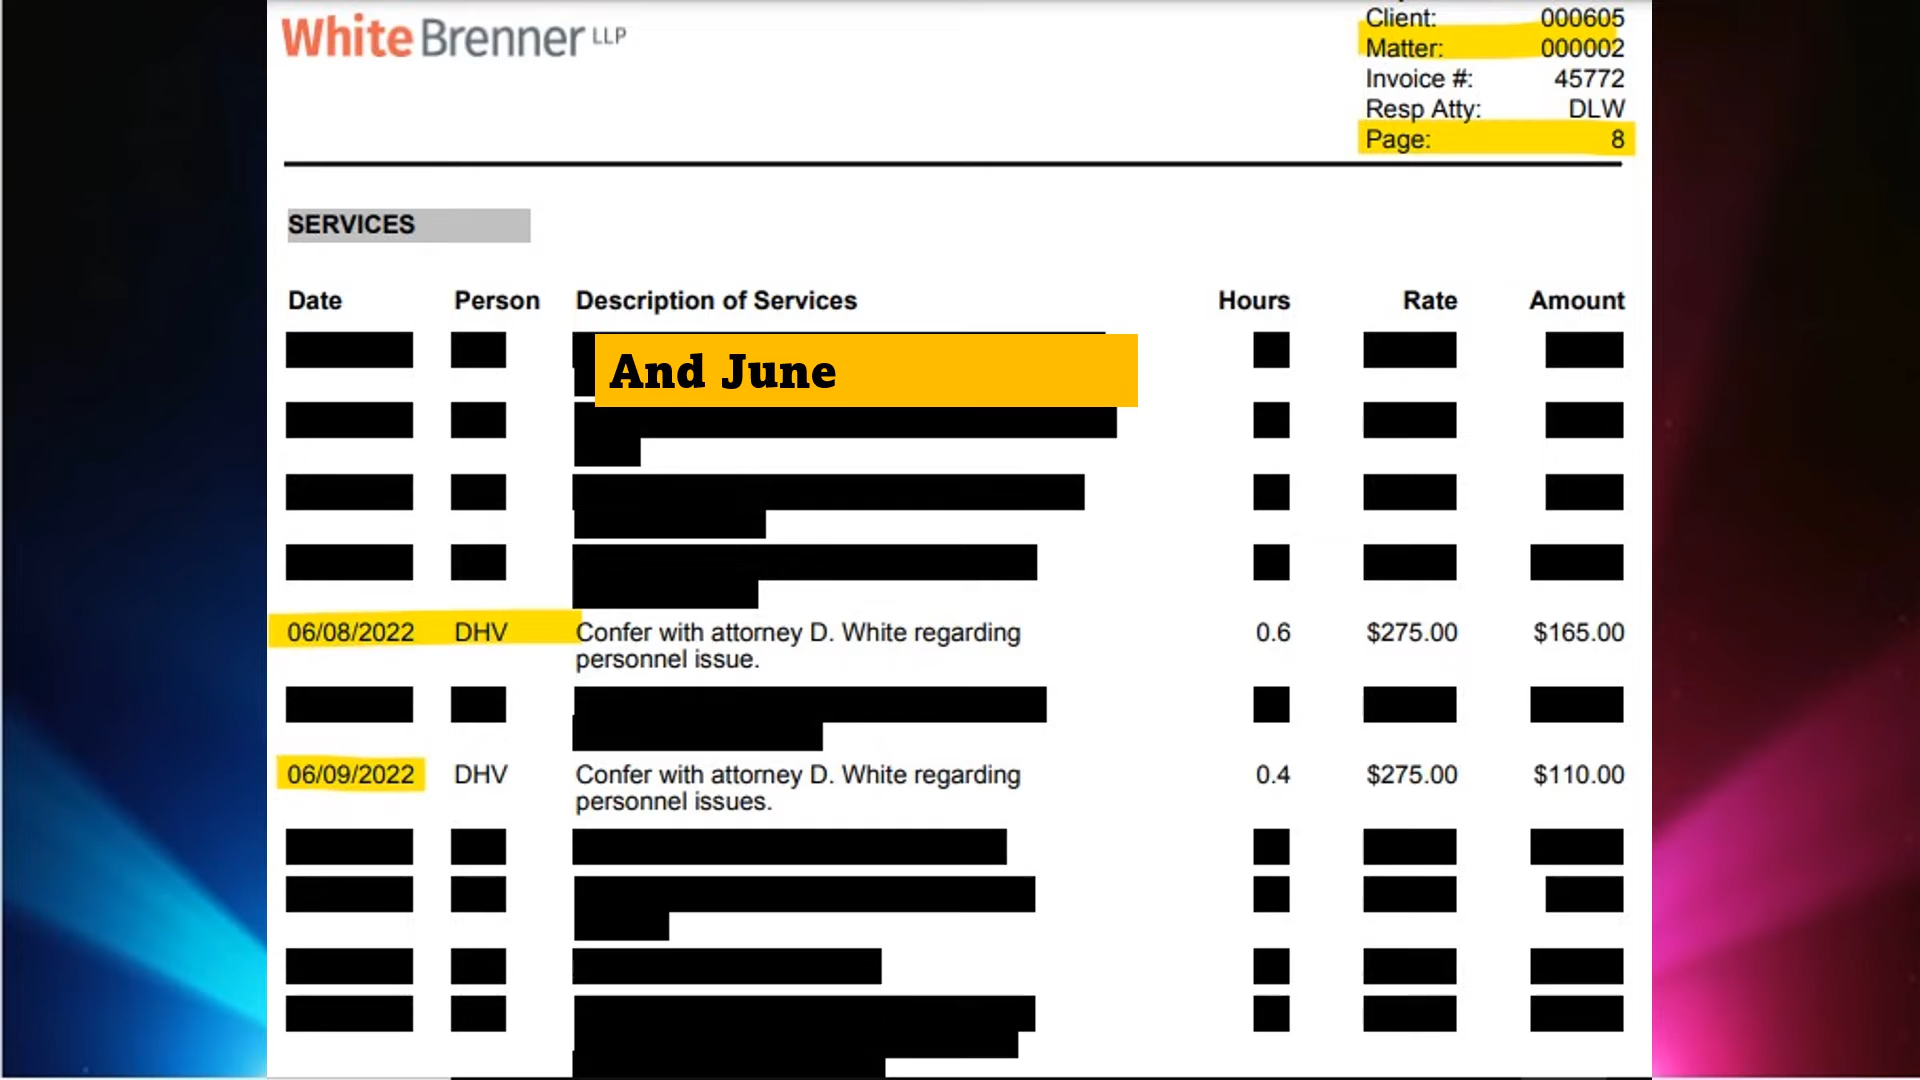 White Brenner LLP
Client: 000605
Matter: 000002
Invoice #: 45772
Resp Atty: DLW
Page: 8
SERVICES
Date Person Description of Services Hours Rate Amount
And June
06/08/2022 DHV Confer with attorney D. White regarding 0.6 $275.00 $165.00
personnel issue.
06/09/2022 DHV Confer with attorney D. White regarding 0.4 $275.00 $110.00
personnel issues.